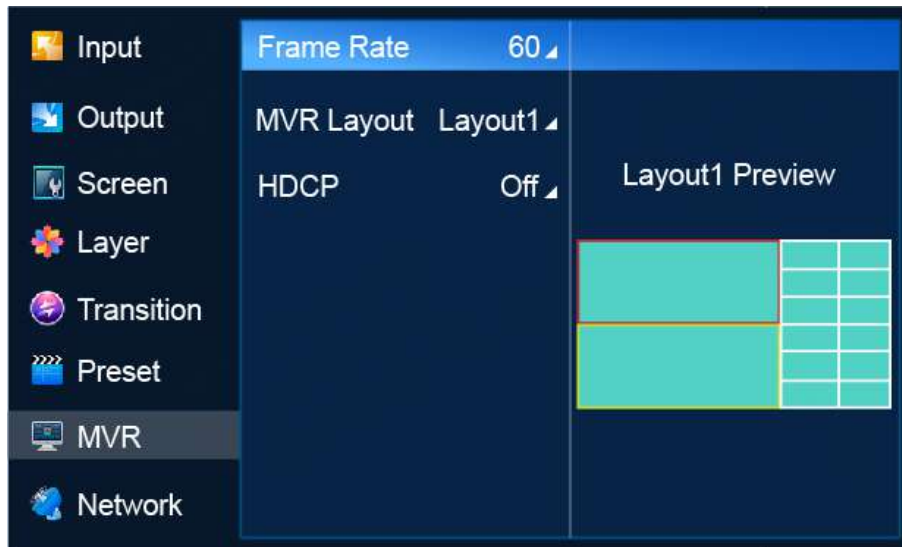 Input
Output
Screen
Layer
Transition
Preset
MVR
Network
Frame Rate 60
MVR Layout Layout1
HDCP Off
Layout1 Preview